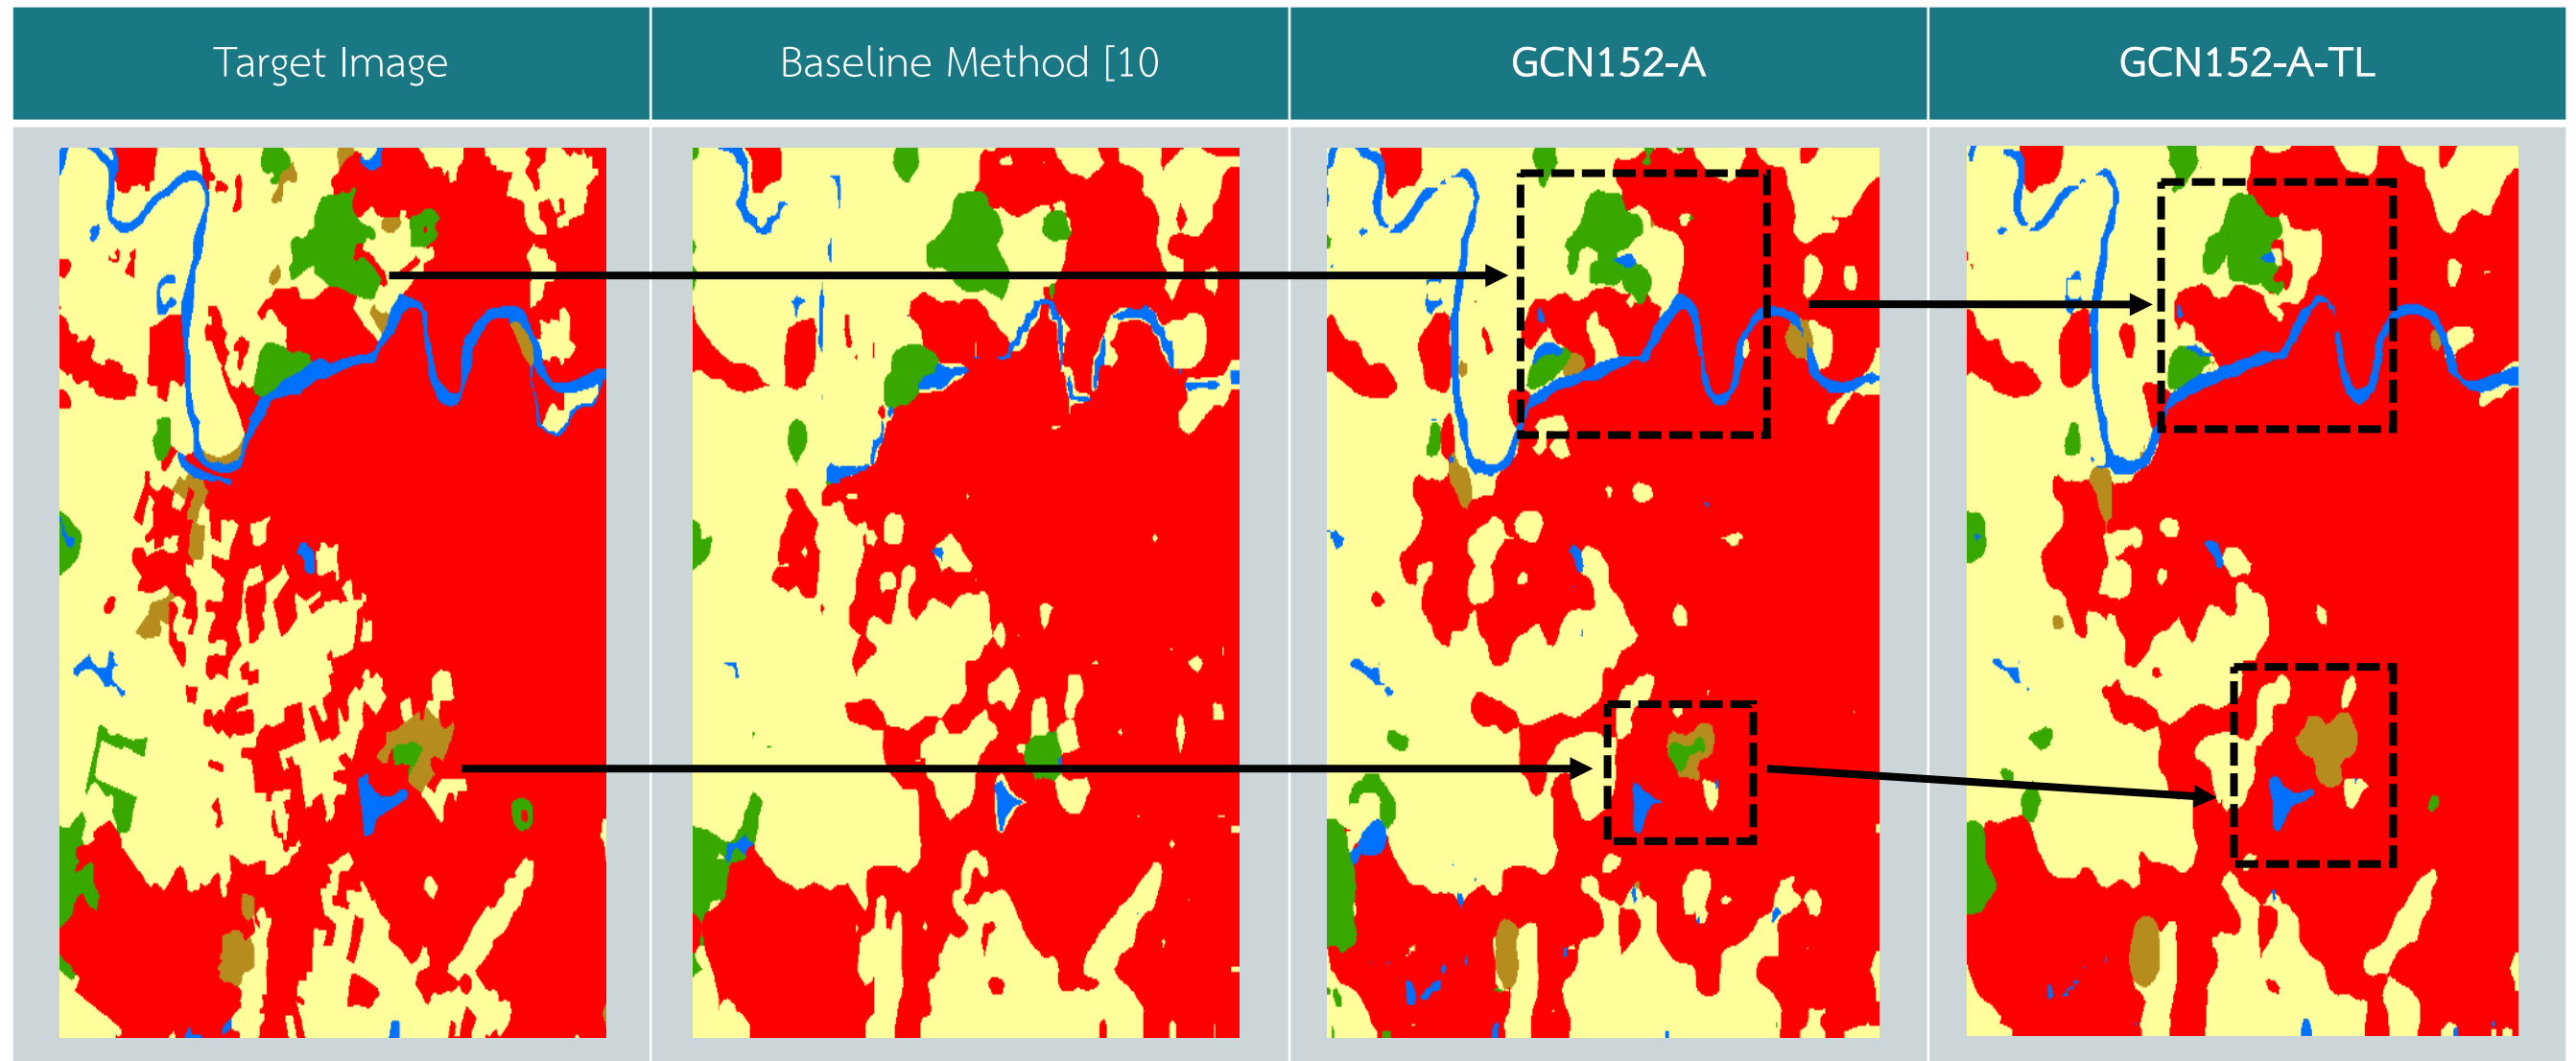 Target Image
Baseline Method [10
GCN152-A
GCN152-A-TL